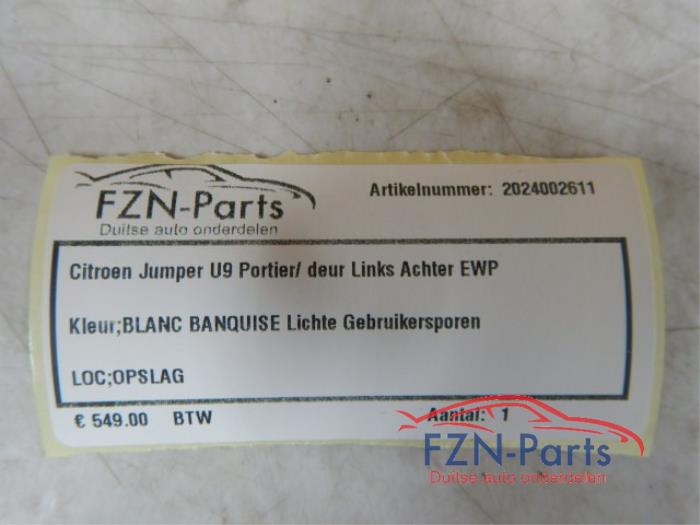 FZN-Parts
Duitse auto onderdelen
Artikelnummer: 2024002611
Citroen Jumper U9 Portier/ deur Links Achter EWP
Kleur;BLANC BANQUISE Lichte Gebruikersporen
LOC;OPSLAG
€ 549.00 BTW
Aantal: 1
FZN-Parts
Duitse auto onderdelen